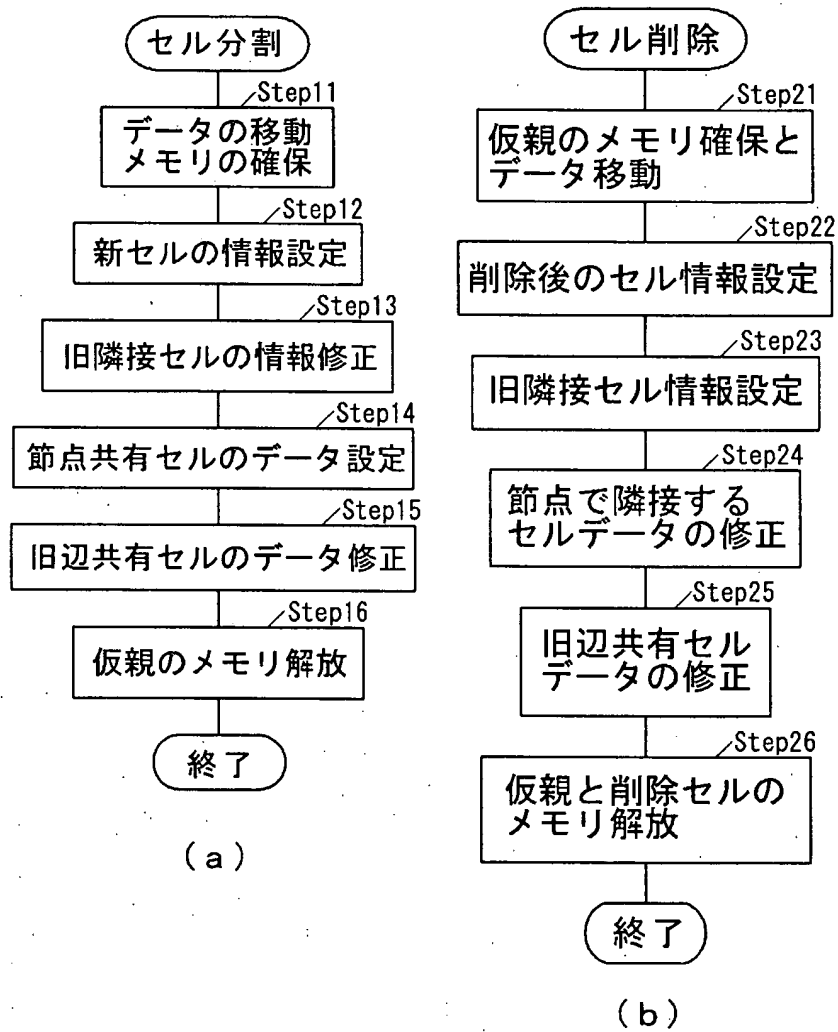 セル分割
Step11
データの移動
メモリの確保
Step12
新セルの情報設定
Step13
旧隣接セルの情報修正
Step14
節点共有セルのデータ設定
Step15
旧辺共有セルのデータ修正
Step16
仮親のメモリ解放
終了
(a)
セル削除
Step21
仮親のメモリ確保と
データ移動
Step22
削除後のセル情報設定
Step23
旧隣接セル情報設定
Step24
節点で隣接する
セルデータの修正
Step25
旧辺共有セル
データの修正
Step26
仮親と削除セルの
メモリ解放
終了
(b)